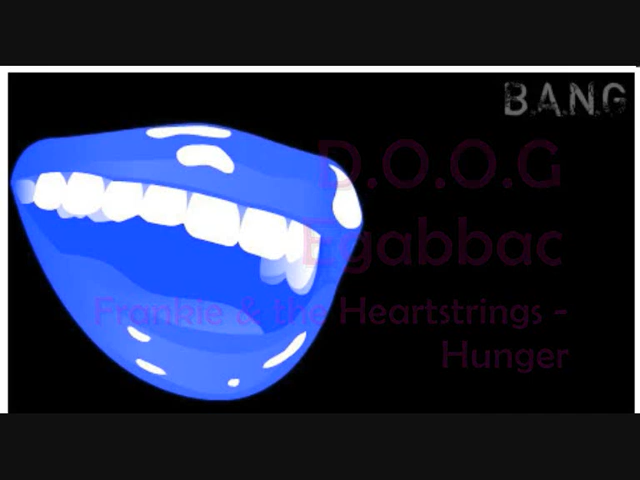 B.A.N.G
D.O.O.G
Egabbac
Frankie & the Heartstrings -
Hunger